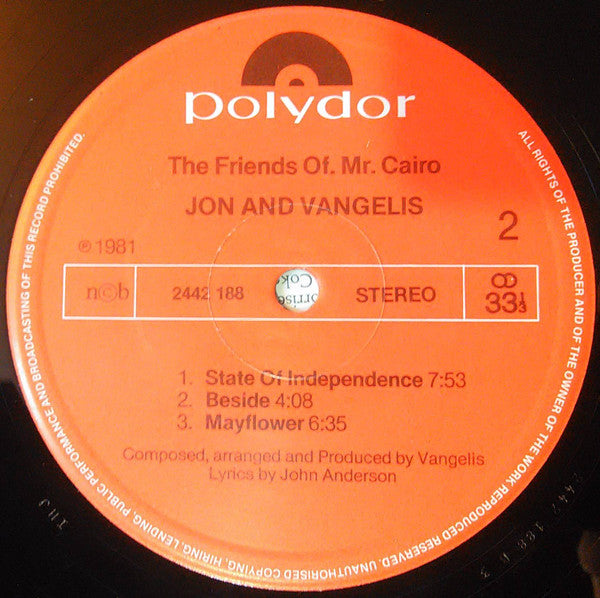 polydor
The Friends Of. Mr. Cairo
JON AND VANGELIS
2
℗1981
n©b
2442 188
STEREO
33⅓
1. State Of Independence 7:53
2. Beside 4:08
3. Mayflower 6:35
Composed, arranged and Produced by Vangelis
Lyrics by John Anderson
ALL RIGHTS OF THE PRODUCER AND OF THE OWNER OF THE WORK REPRODUCED RESERVED. UNAUTHORISED COPYING, HIRING, LENDING, PUBLIC PERFORMANCE AND BROADCASTING OF THIS RECORD PROHIBITED.